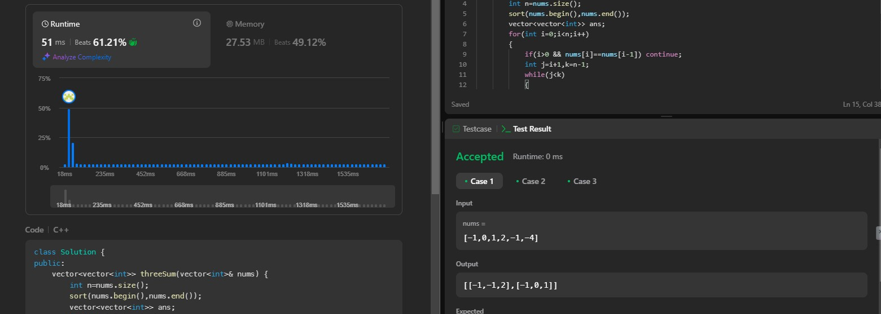 Runtime
51 ms | Beats 61.21%
Analyze Complexity
Memory
27.53 MB | Beats 49.12%
75%
50%
25%
0%
18ms 235ms 452ms 668ms 885ms 1101ms 1318ms 1535ms
18ms 235ms 452ms 668ms 885ms 1101ms 1318ms 1535ms
Code | C++
class Solution {
public:
vector<vector<int>> threeSum(vector<int>& nums) {
int n=nums.size();
sort(nums.begin(),nums.end());
vector<vector<int>> ans;
4 int n=nums.size();
5 sort(nums.begin(),nums.end());
6 vector<vector<int>> ans;
7 for(int i=0;i<n;i++)
8 {
9 if(i>0 && nums[i]==nums[i-1]) continue;
10 int j=i+1,k=n-1;
11 while(j<k)
12 {
Saved
Ln 15, Col 38
Testcase | >_ Test Result
Accepted Runtime: 0 ms
• Case 1 • Case 2 • Case 3
Input
nums =
[-1,0,1,2,-1,-4]
Output
[[-1,-1,2],[-1,0,1]]
Expected